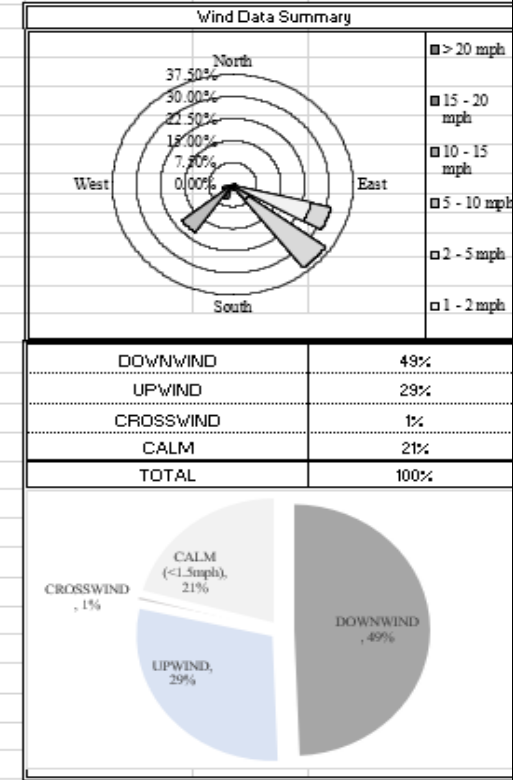 Wind Data Summary
North
37.50%
30.00%
22.50%
15.00%
7.50%
0.00%
West
East
South
> 20 mph
15 - 20
mph
10 - 15
mph
5 - 10 mph
2 - 5 mph
1 - 2 mph
DOWNWIND 49%
UPWIND 29%
CROSSWIND 1%
CALM 21%
TOTAL 100%
CALM
(<1.5mph),
21%
CROSSWIND
, 1%
DOWNWIND
, 49%
UPWIND,
29%